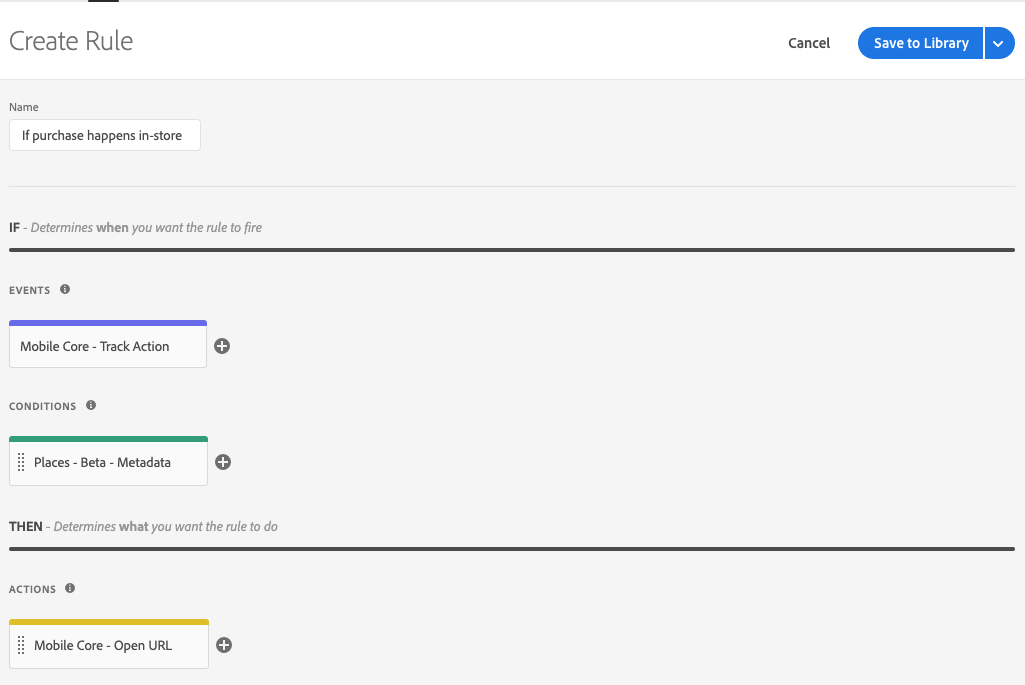 Create Rule
Cancel
Save to Library
Name
If purchase happens in-store
IF - Determines when you want the rule to fire
EVENTS
Mobile Core - Track Action
CONDITIONS
Places - Beta - Metadata
THEN - Determines what you want the rule to do
ACTIONS
Mobile Core - Open URL